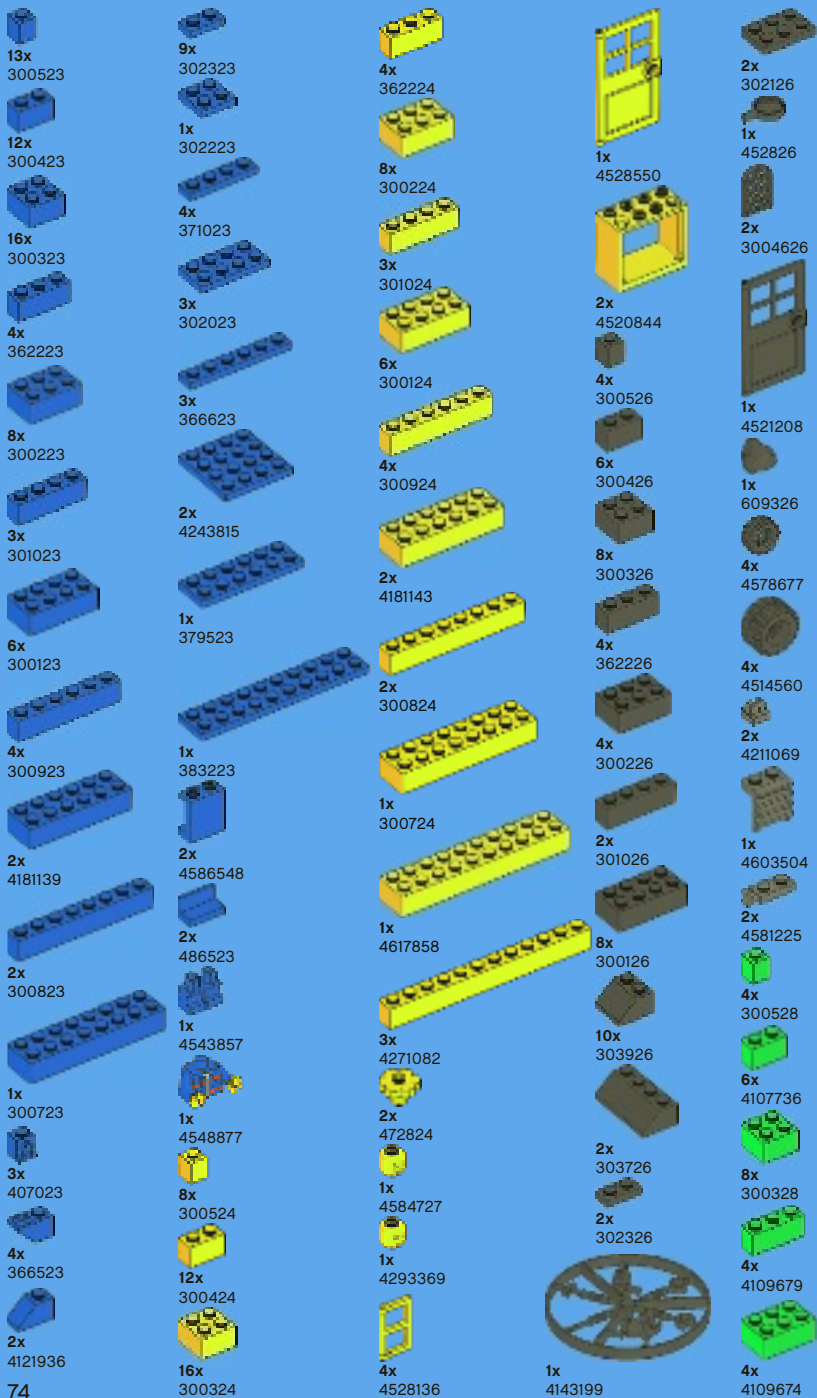 13x
300523
12x
300423
16x
300323
4x
362223
8x
300223
3x
301023
6x
300123
4x
300923
2x
4181139
2x
300823
1x
300723
3x
407023
4x
366523
2x
4121936
74
9x
302323
1x
302223
4x
371023
3x
302023
3x
366623
2x
4243815
1x
379523
1x
383223
2x
4586548
2x
486523
1x
4543857
1x
4548877
8x
300524
12x
300424
16x
300324
4x
362224
8x
300224
3x
301024
6x
300124
4x
300924
2x
4181143
2x
300824
1x
300724
1x
4617858
3x
4271082
2x
472824
1x
4584727
1x
4293369
4x
4528136
1x
4528550
2x
4520844
4x
300526
6x
300426
8x
300326
4x
362226
4x
300226
2x
301026
8x
300126
10x
303926
2x
303726
2x
302326
1x
4143199
2x
302126
1x
452826
2x
3004626
1x
4521208
1x
609326
4x
4578677
4x
4514560
2x
4211069
1x
4603504
2x
4581225
4x
300528
6x
4107736
8x
300328
4x
4109679
4x
4109674